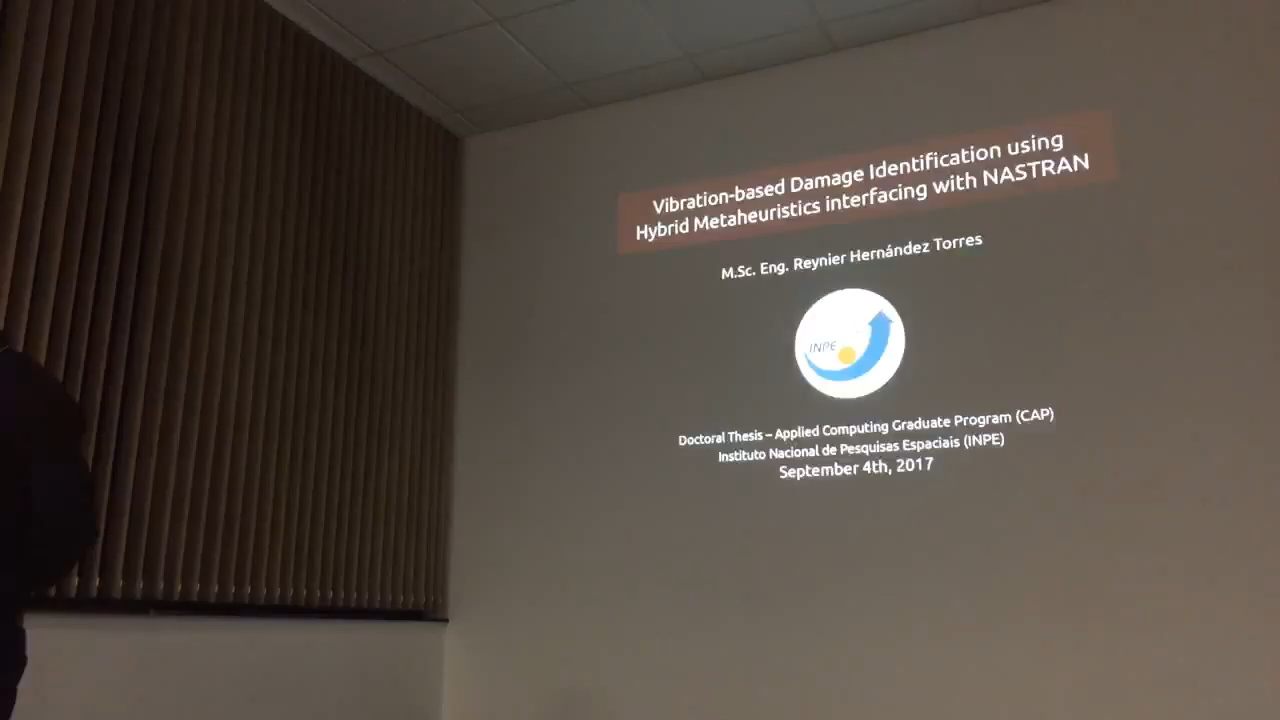 Vibration-based Damage Identification using
Hybrid Metaheuristics interfacing with NASTRAN
M.Sc. Eng. Reynier Hernández Torres
INPE
Doctoral Thesis – Applied Computing Graduate Program (CAP)
Instituto Nacional de Pesquisas Espaciais (INPE)
September 4th, 2017